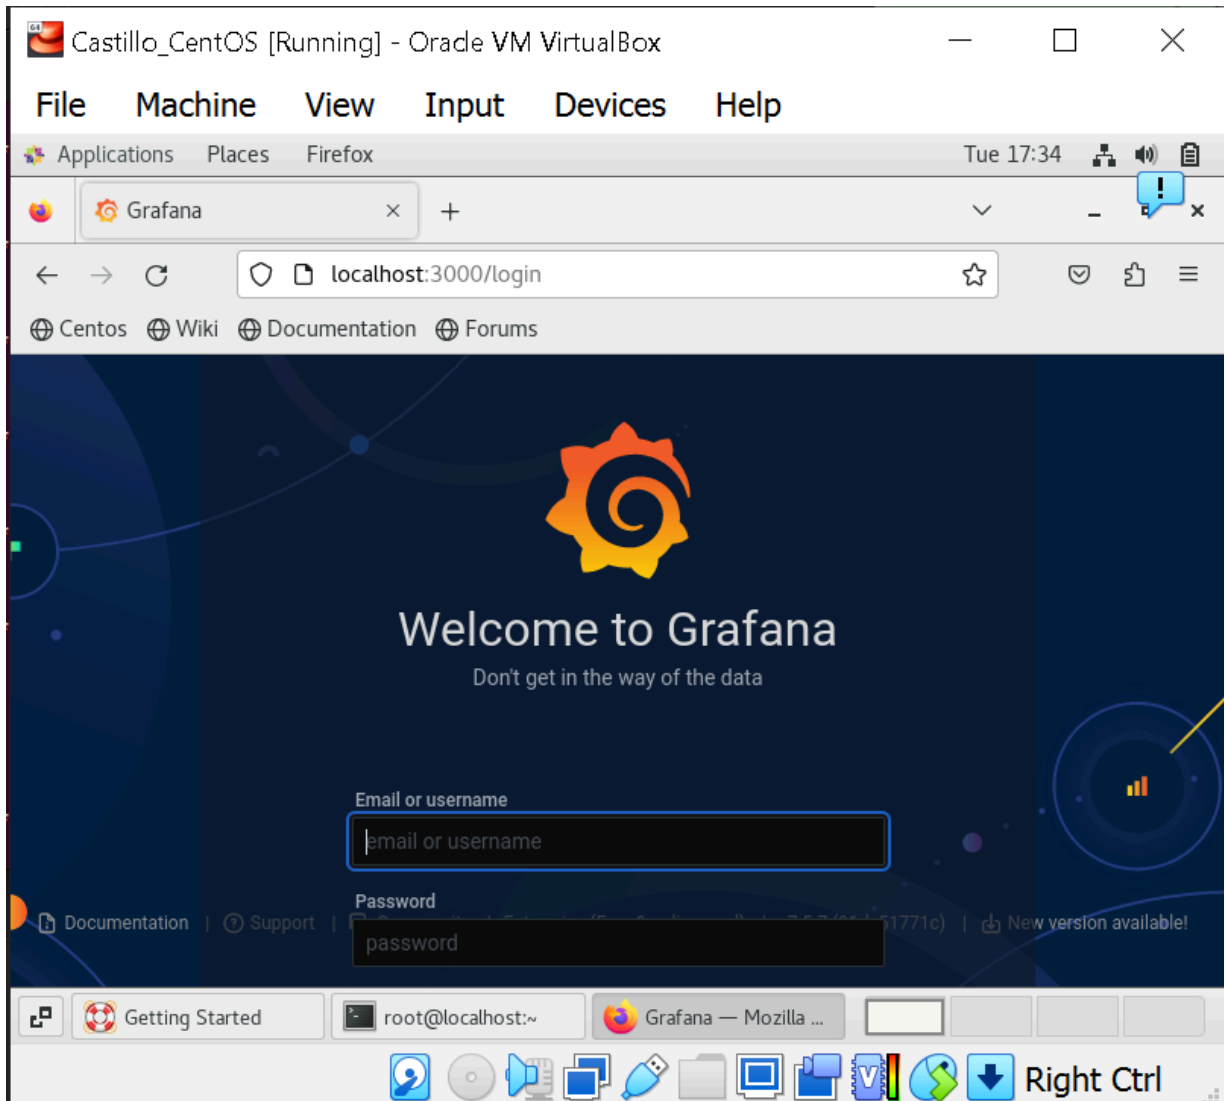 Castillo_CentOS [Running] - Oracle VM VirtualBox
File Machine View Input Devices Help
Applications Places Firefox Tue 17:34
Grafana
localhost:3000/login
Centos Wiki Documentation Forums
Welcome to Grafana
Don't get in the way of the data
Email or username
email or username
Password
Documentation | Support | 51771c) | New version available!
password
Getting Started root@localhost:~ Grafana — Mozilla ...
Right Ctrl